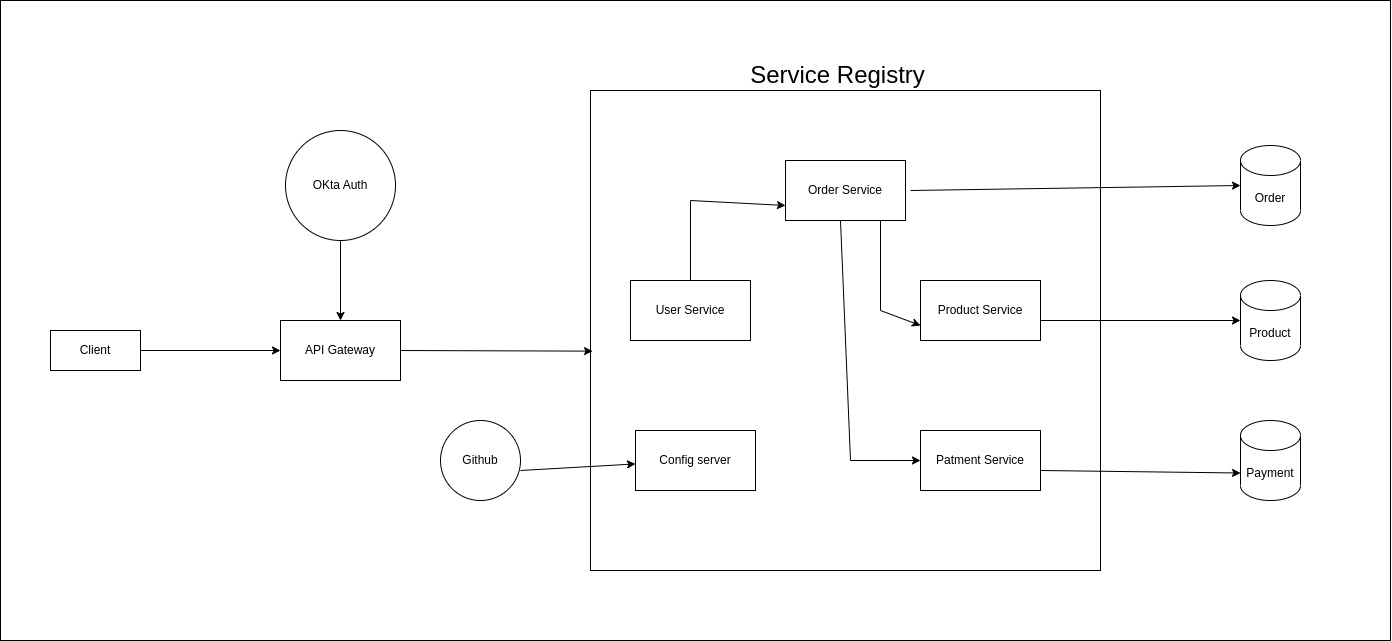 Service Registry
OKta Auth
Order Service
Order
User Service
Product Service
Product
Client
API Gateway
Github
Config server
Patment Service
Payment